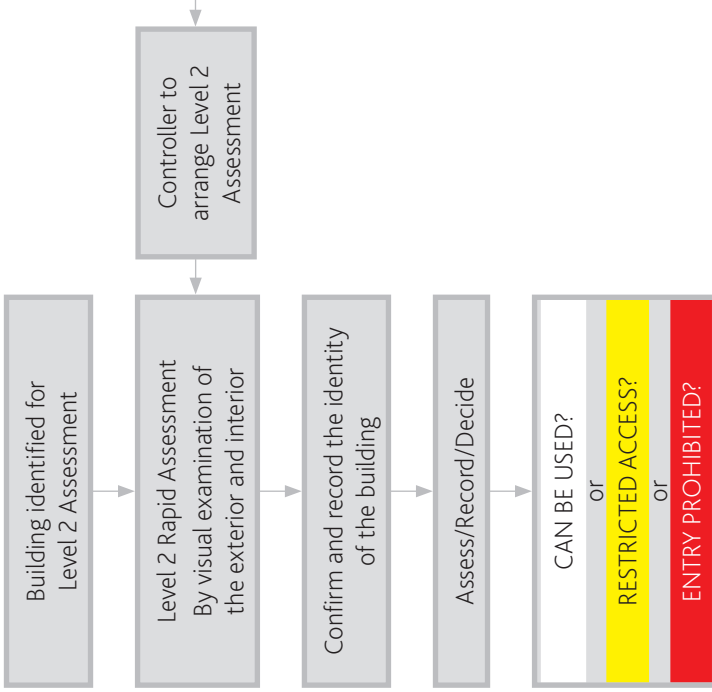 Building identified for
Level 2 Assessment
Controller to
arrange Level 2
Assessment
Level 2 Rapid Assessment
By visual examination of
the exterior and interior
Confirm and record the identity
of the building
Assess/Record/Decide
CAN BE USED?
or
RESTRICTED ACCESS?
or
ENTRY PROHIBITED?